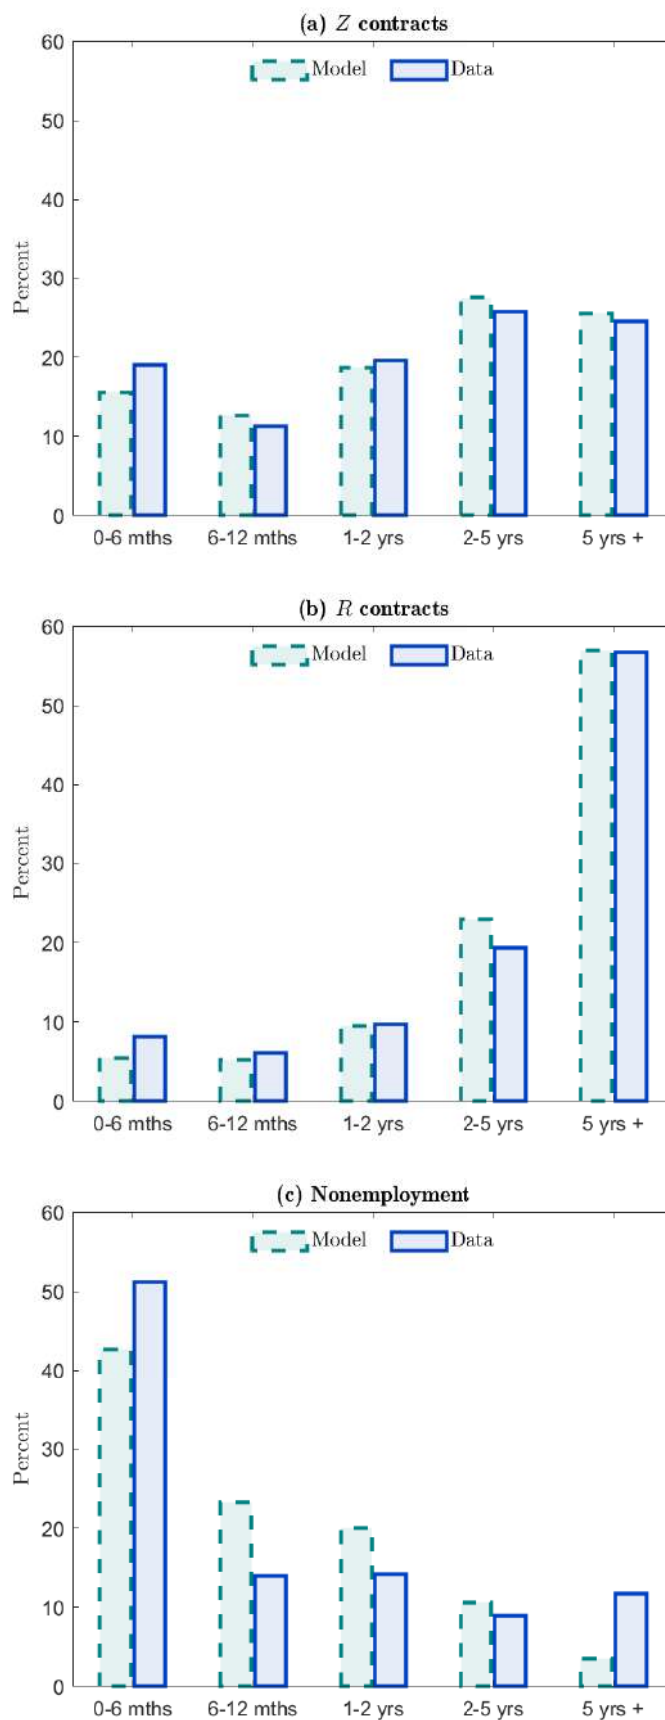 (a) Z contracts
60
Model Data
50
40
Percent
30
20
10
0
0-6 mths 6-12 mths 1-2 yrs 2-5 yrs 5 yrs +
(b) R contracts
60
Model Data
50
40
Percent
30
20
10
0
0-6 mths 6-12 mths 1-2 yrs 2-5 yrs 5 yrs +
(c) Nonemployment
60
Model Data
50
40
Percent
30
20
10
0
0-6 mths 6-12 mths 1-2 yrs 2-5 yrs 5 yrs +